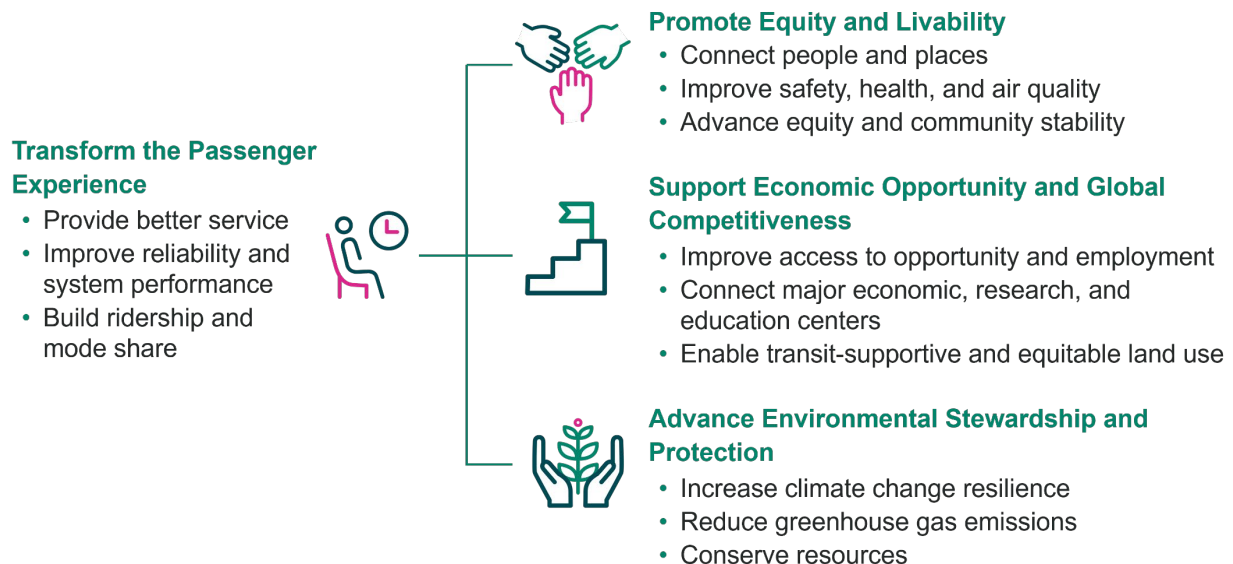 Transform the Passenger
Experience
• Provide better service
• Improve reliability and
system performance
• Build ridership and
mode share
Promote Equity and Livability
• Connect people and places
• Improve safety, health, and air quality
• Advance equity and community stability
Support Economic Opportunity and Global
Competitiveness
• Improve access to opportunity and employment
• Connect major economic, research, and
education centers
• Enable transit-supportive and equitable land use
Advance Environmental Stewardship and
Protection
• Increase climate change resilience
• Reduce greenhouse gas emissions
• Conserve resources